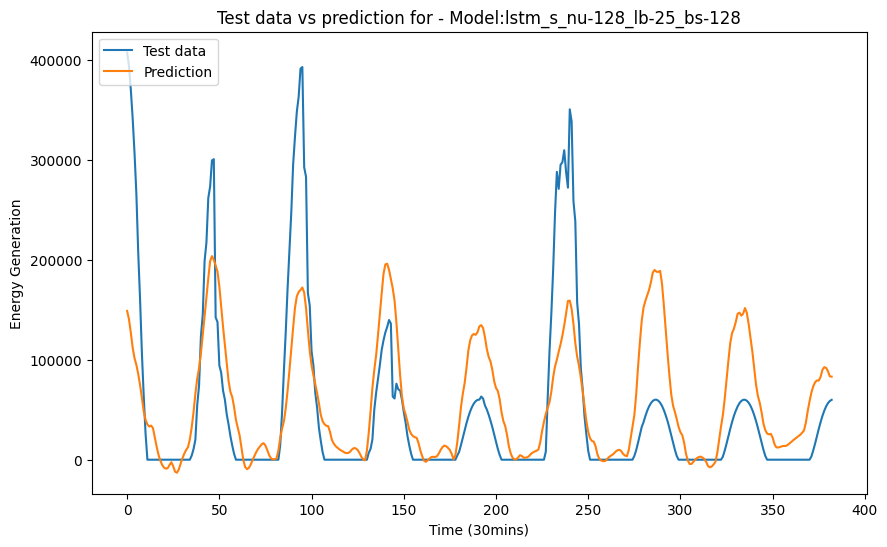 Test data vs prediction for - Model:lstm_s_nu-128_lb-25_bs-128
Test data
Prediction
400000
300000
200000
100000
0
Energy Generation
0 50 100 150 200 250 300 350 400
Time (30mins)